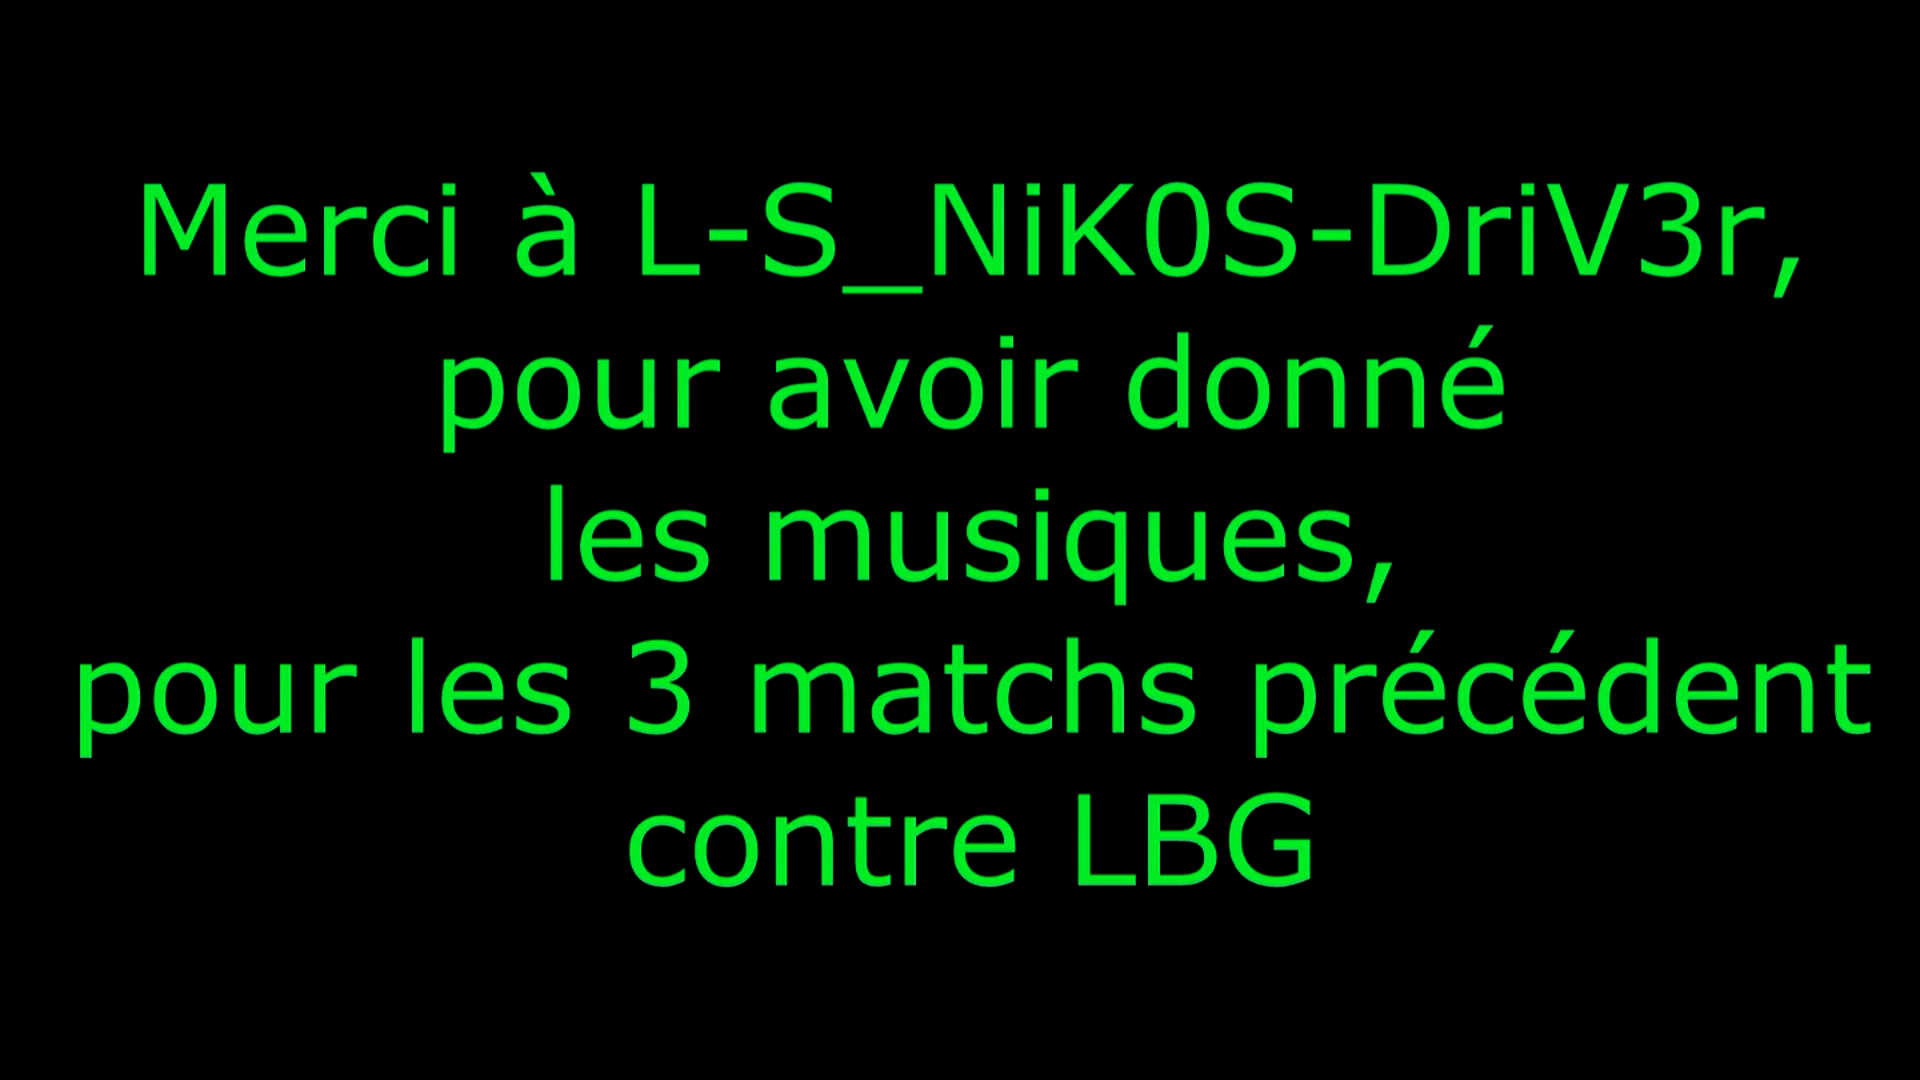 Merci à L-S_NiK0S-DriV3r,
pour avoir donné
les musiques,
pour les 3 matchs précédent
contre LBG